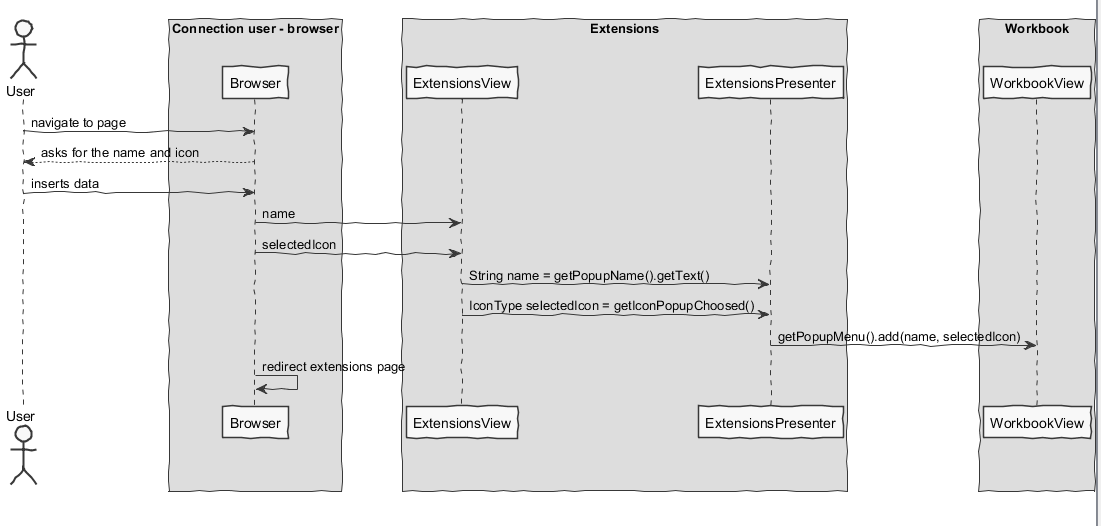 Connection user - browser
Extensions
Workbook
User
Browser
ExtensionsView
ExtensionsPresenter
WorkbookView
navigate to page
asks for the name and icon
inserts data
name
selectedIcon
String name = getPopupName().getText()
IconType selectedIcon = getIconPopupChoosed()
getPopupMenu().add(name, selectedIcon)
redirect extensions page
User
Browser
ExtensionsView
ExtensionsPresenter
WorkbookView